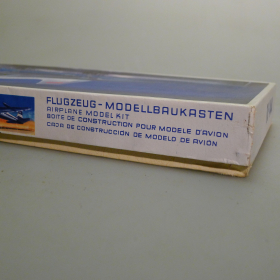 FLUGZEUG-MODELLBAUKASTEN
AIRPLANE MODEL KIT
BOITE DE CONSTRUCTION POUR MODELE D'AVION
CAJA DE CONSTRUCCION DE MODELO DE AVION